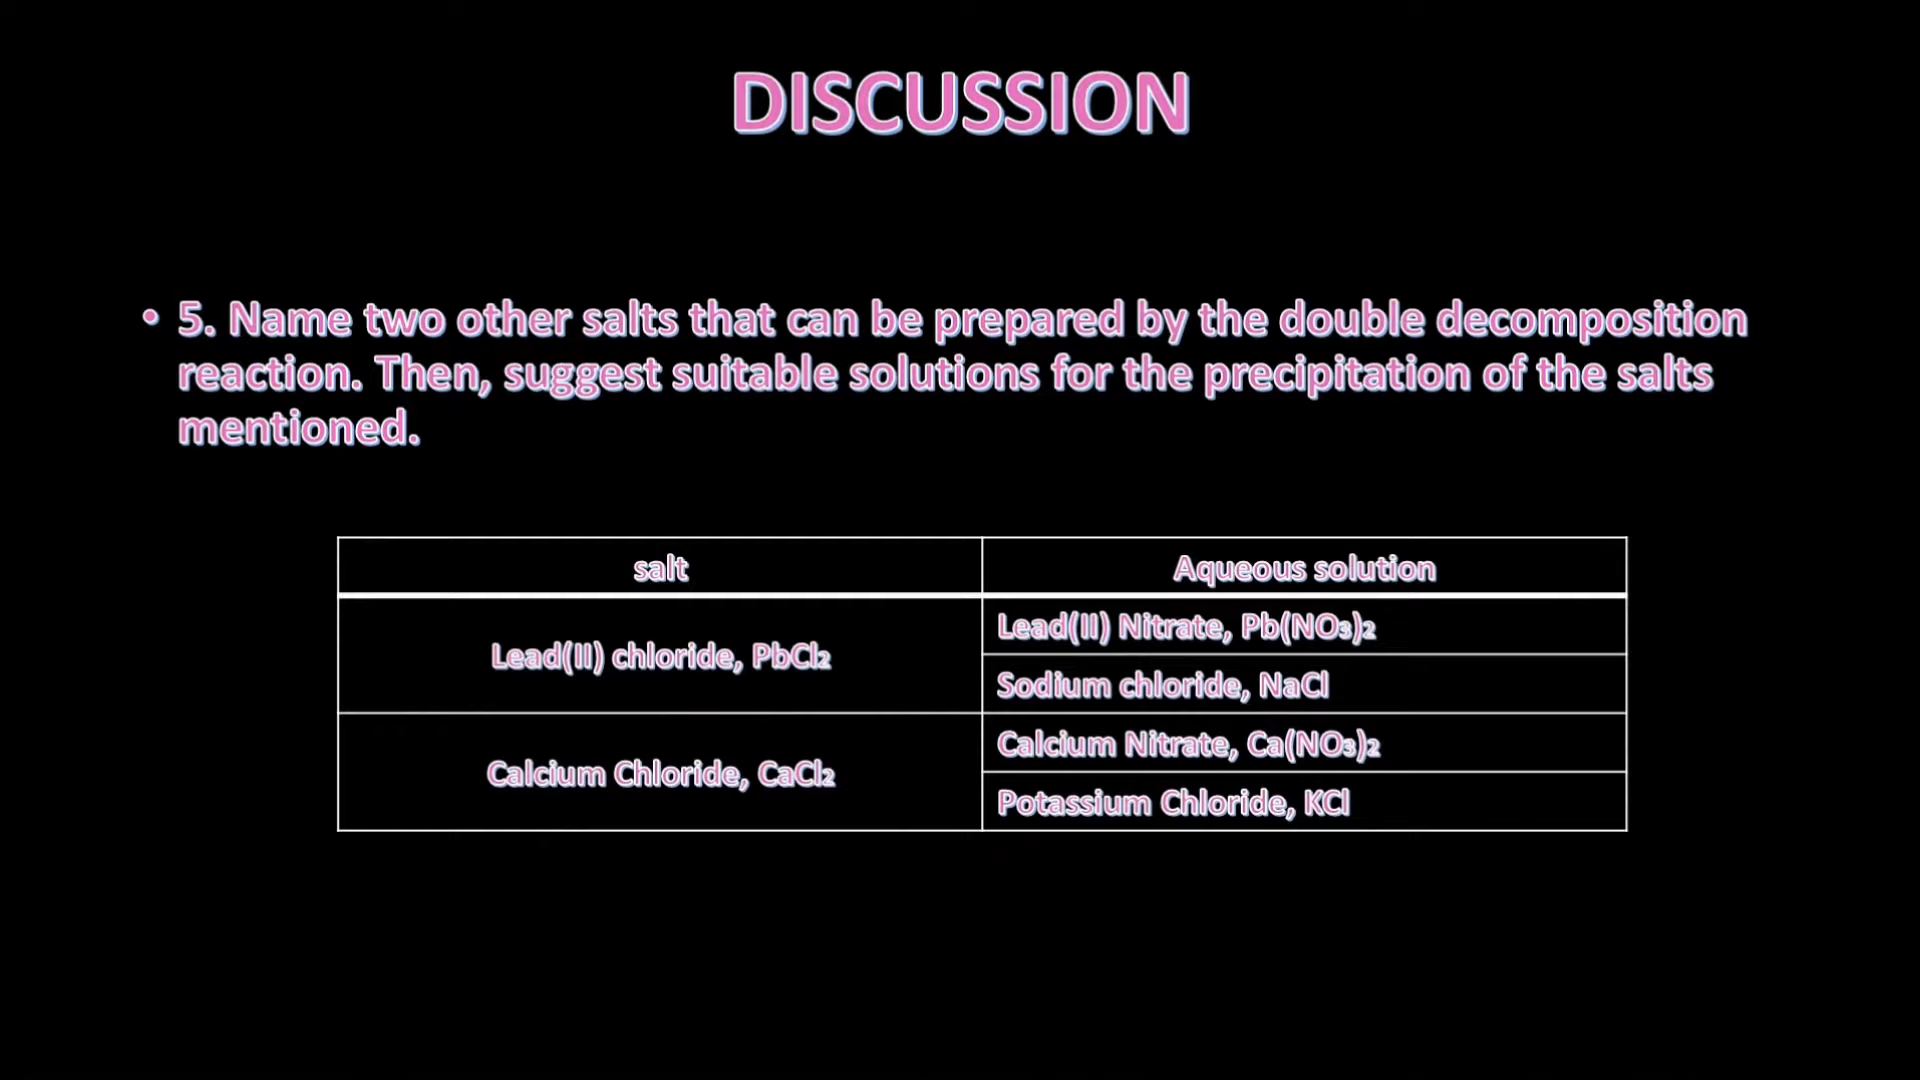 DISCUSSION
• 5. Name two other salts that can be prepared by the double decomposition
reaction. Then, suggest suitable solutions for the precipitation of the salts
mentioned.
salt
Aqueous solution
Lead(II) chloride, PbCl₂
Lead(II) Nitrate, Pb(NO₃)₂
Sodium chloride, NaCl
Calcium Chloride, CaCl₂
Calcium Nitrate, Ca(NO₃)₂
Potassium Chloride, KCl